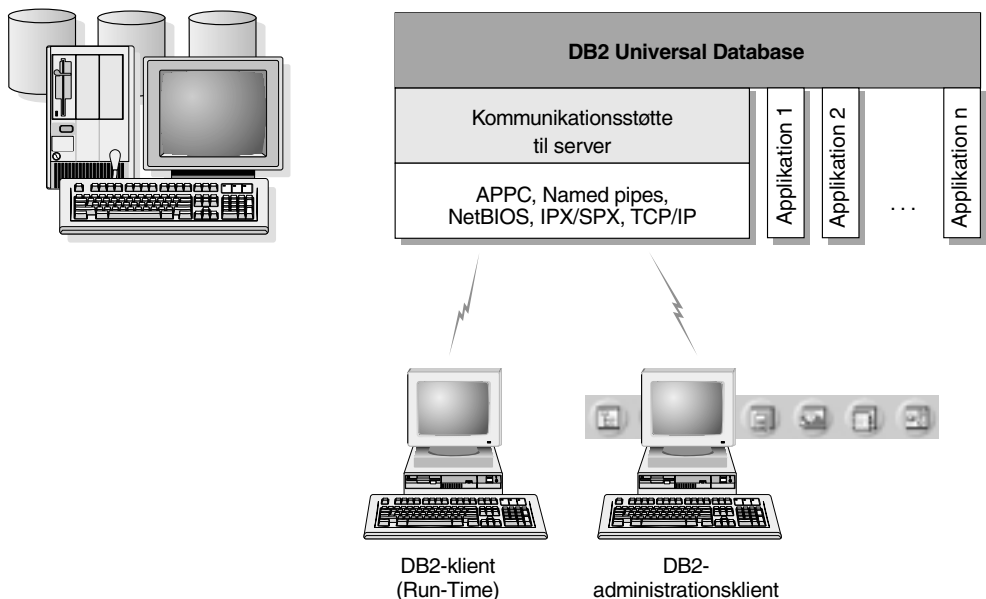 DB2 Universal Database
Kommunikationsstøtte
til server
APPC, Named pipes,
NetBIOS, IPX/SPX, TCP/IP
Applikation 1
Applikation 2
. . .
Applikation n
DB2-klient
(Run-Time)
DB2-
administrationsklient